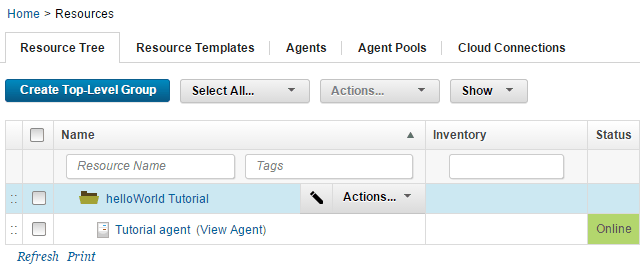 Home > Resources
Resource Tree Resource Templates Agents Agent Pools Cloud Connections
Create Top-Level Group Select All... Actions... Show
Name Inventory Status
Resource Name Tags
helloWorld Tutorial Actions...
Tutorial agent (View Agent) Online
Refresh Print